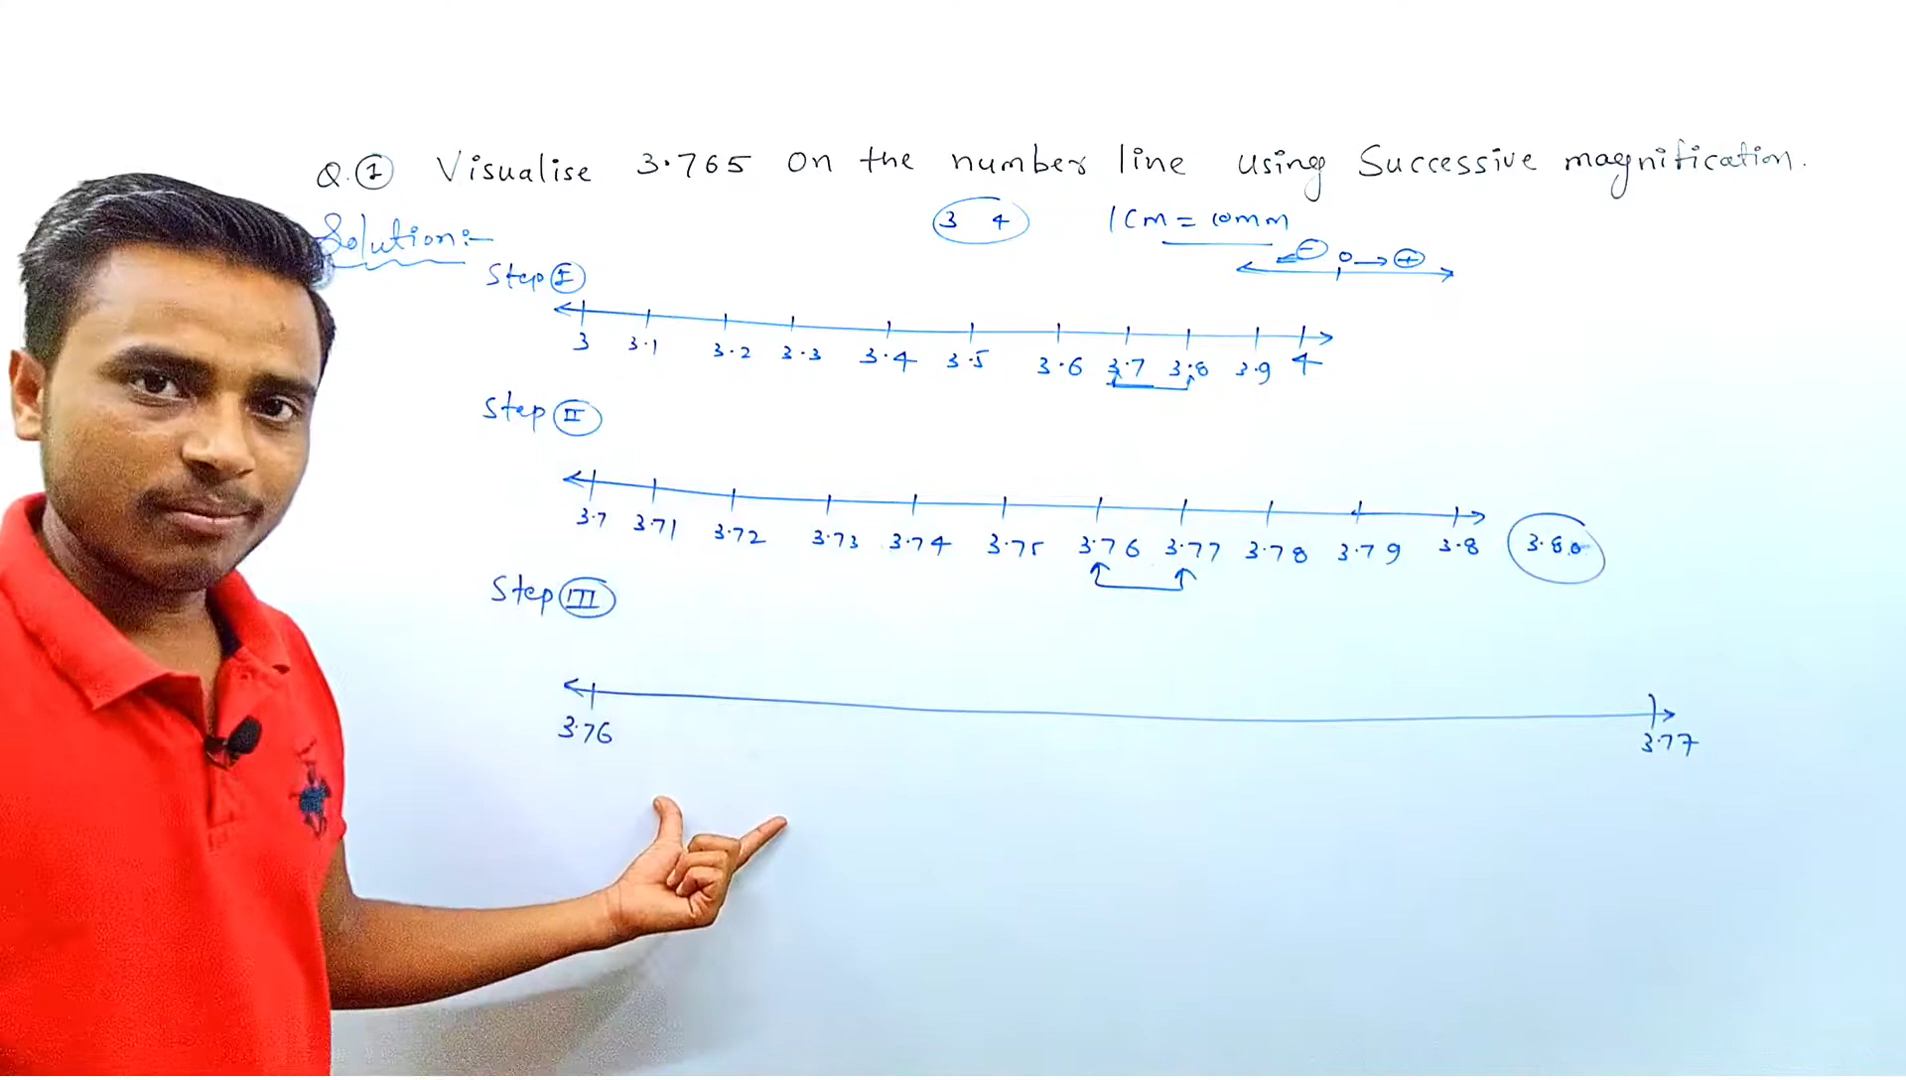 Q.① Visualise 3.765 on the number line using Successive magnification.
Solution:-
3 4
1cm = 10mm
- 0 → +
Step I
3 3.1 3.2 3.3 3.4 3.5 3.6 3.7 3.8 3.9 4
Step II
3.7 3.71 3.72 3.73 3.74 3.75 3.76 3.77 3.78 3.79 3.8 3.80
Step III
3.76 3.77